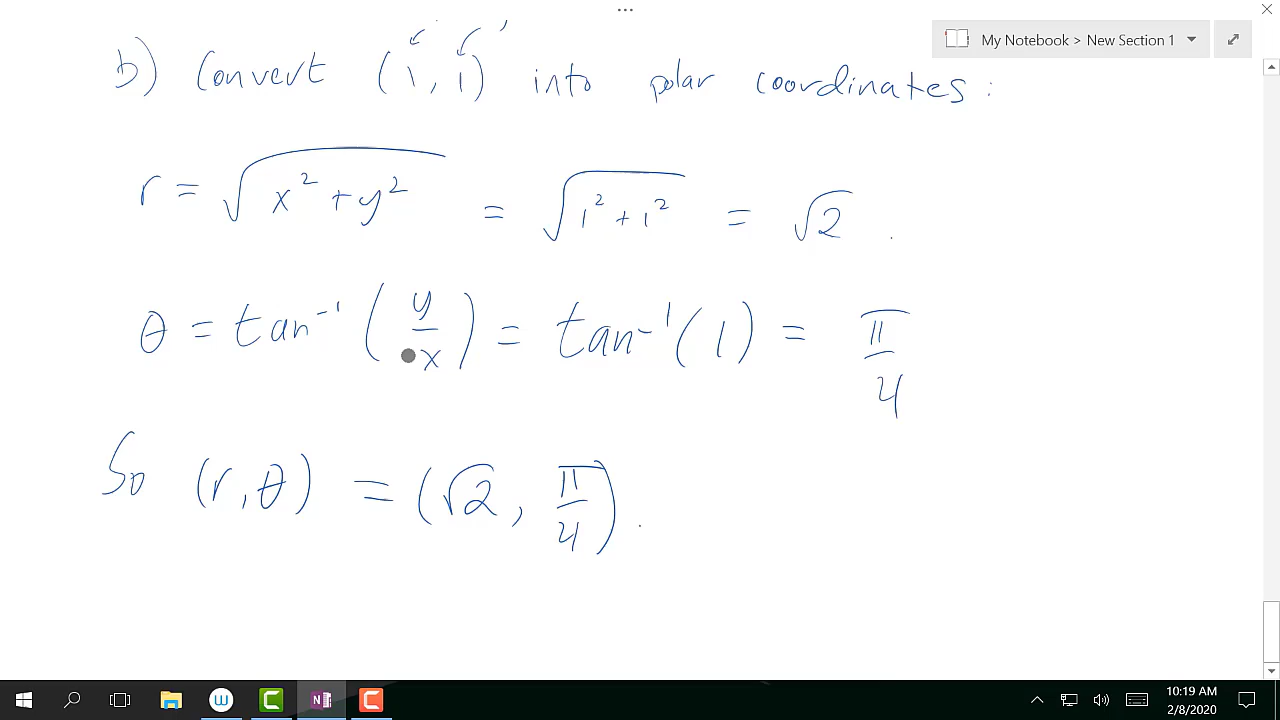 My Notebook > New Section 1
b) Convert (1, 1) into polar coordinates:
r = √(x² + y²) = √(1² + 1²) = √2.
θ = tan⁻¹(y/x) = tan⁻¹(1) = π/4
So (r, θ) = (√2, π/4).
10:19 AM
2/8/2020